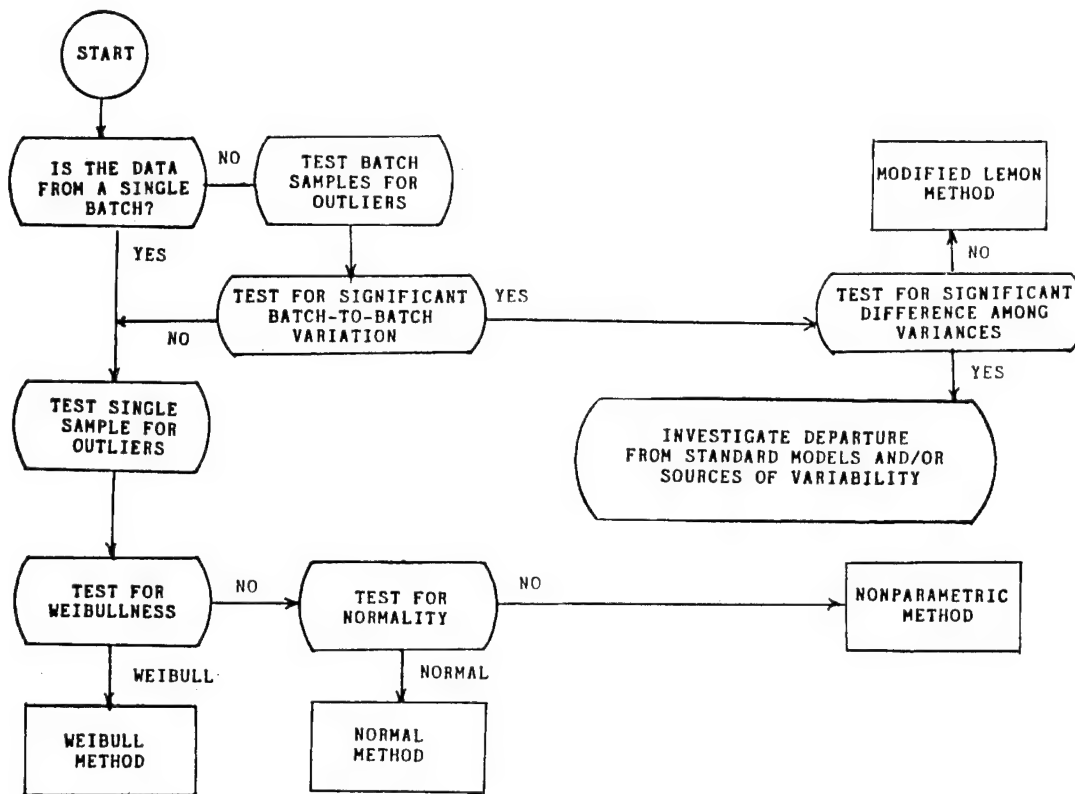 START
IS THE DATA
FROM A SINGLE
BATCH?
NO
TEST BATCH
SAMPLES FOR
OUTLIERS
MODIFIED LEMON
METHOD
YES
NO
TEST FOR SIGNIFICANT
BATCH-TO-BATCH
VARIATION
YES
NO
TEST FOR SIGNIFICANT
DIFFERENCE AMONG
VARIANCES
YES
TEST SINGLE
SAMPLE FOR
OUTLIERS
INVESTIGATE DEPARTURE
FROM STANDARD MODELS AND/OR
SOURCES OF VARIABILITY
TEST FOR
WEIBULLNESS
NO
TEST FOR
NORMALITY
NO
NONPARAMETRIC
METHOD
WEIBULL
NORMAL
WEIBULL
METHOD
NORMAL
METHOD